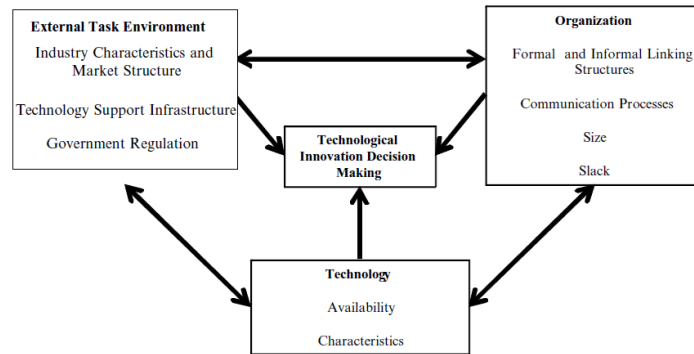 External Task Environment
Industry Characteristics and
Market Structure
Technology Support Infrastructure
Government Regulation
Organization
Formal and Informal Linking
Structures
Communication Processes
Size
Slack
Technological
Innovation Decision
Making
Technology
Availability
Characteristics